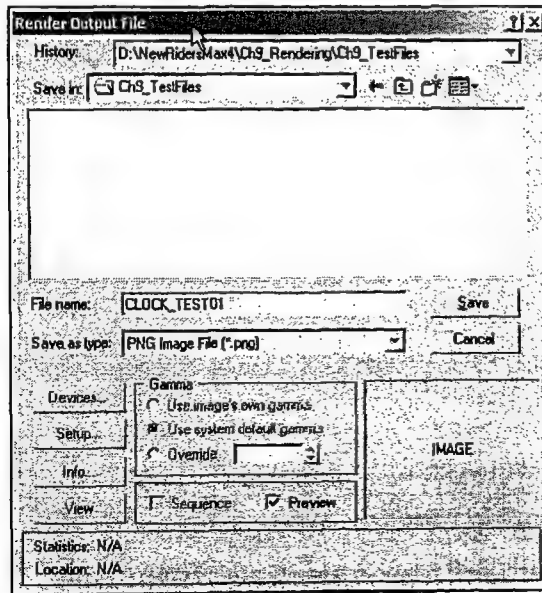 Render Output File
History: D:\NewRidersMax4\Ch9_Rendering\Ch9_TestFiles
Save in: Ch9_TestFiles
File name: CLOCK_TEST01 Save
Save as type: PNG Image File (*.png) Cancel
Devices...
Setup...
Info...
View
Gamma
Use image's own gamma
Use system default gamma
Override
Sequence Preview
IMAGE
Statistics: N/A
Location: N/A